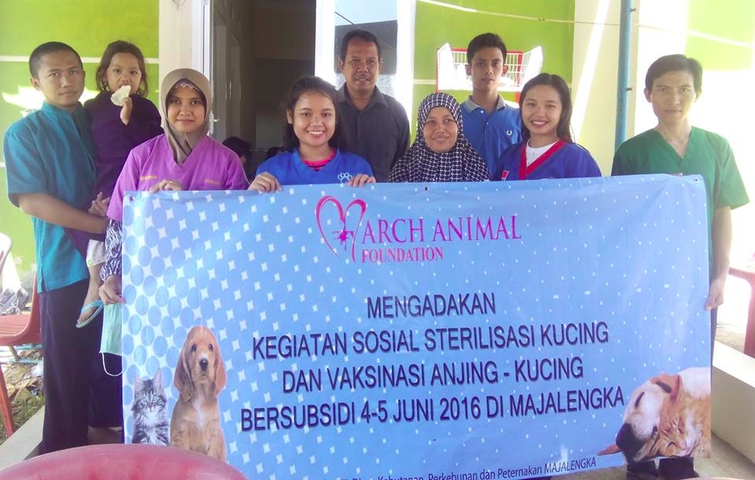 MARCH ANIMAL
FOUNDATION
MENGADAKAN
KEGIATAN SOSIAL STERILISASI KUCING
DAN VAKSINASI ANJING - KUCING
BERSUBSIDI 4-5 JUNI 2016 DI MAJALENGKA
Kehutanan, Perkebunan dan Peternakan MAJALENGKA